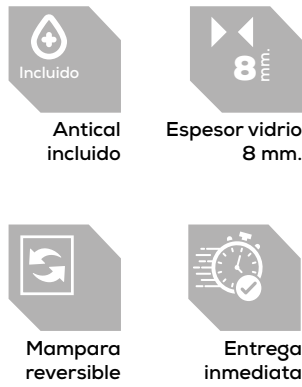 Incluido
8 mm.
Antical
incluido
Espesor vidrio
8 mm.
Mampara
reversible
Entrega
inmediata